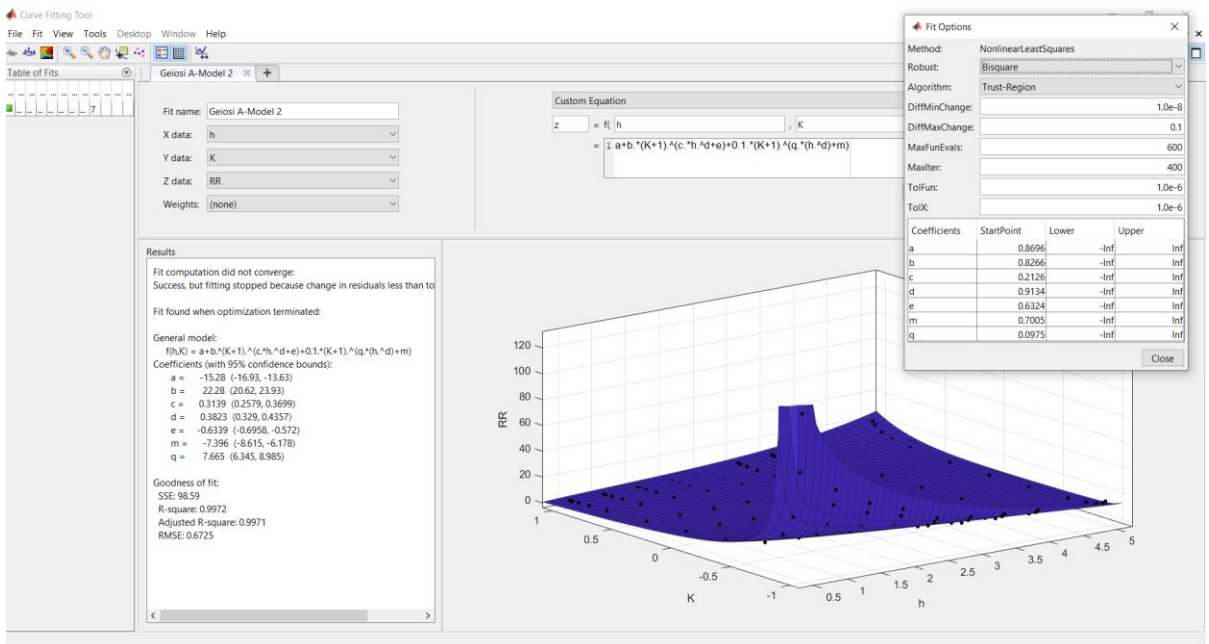 Curve Fitting Tool
File Fit View Tools Desktop Window Help
Table of Fits
Geiosi A-Model 2
7
Fit name: Geiosi A-Model 2
X data: h
Y data: K
Z data: RR
Weights: (none)
Custom Equation
z = f( h , K
= 1 a+b.*(K+1).^(c.*h.^d+e)+0.1.*(K+1).^(q.*(h.^d)+m)
Results
Fit computation did not converge:
Success, but fitting stopped because change in residuals less than to
Fit found when optimization terminated:
General model:
f(h,K) = a+b.*(K+1).^(c.*h.^d+e)+0.1.*(K+1).^(q.*(h.^d)+m)
Coefficients (with 95% confidence bounds):
a = -15.28 (-16.93, -13.63)
b = 22.28 (20.62, 23.93)
c = 0.3139 (0.2579, 0.3699)
d = 0.3823 (0.329, 0.4357)
e = -0.6339 (-0.6958, -0.572)
m = -7.396 (-8.615, -6.178)
q = 7.665 (6.345, 8.985)
Goodness of fit:
SSE: 98.59
R-square: 0.9972
Adjusted R-square: 0.9971
RMSE: 0.6725
120
100
80
60
40
20
0
RR
1
0.5
0
-0.5
-1
K
0.5
1
1.5
2
2.5
3
3.5
4
4.5
5
h
Fit Options
Method: NonlinearLeastSquares
Robust: Bisquare
Algorithm: Trust-Region
DiffMinChange: 1.0e-8
DiffMaxChange: 0.1
MaxFunEvals: 600
MaxIter: 400
TolFun: 1.0e-6
TolX: 1.0e-6
Coefficients StartPoint Lower Upper
a 0.8696 -Inf Inf
b 0.8266 -Inf Inf
c 0.2126 -Inf Inf
d 0.9134 -Inf Inf
e 0.6324 -Inf Inf
m 0.7005 -Inf Inf
q 0.0975 -Inf Inf
Close